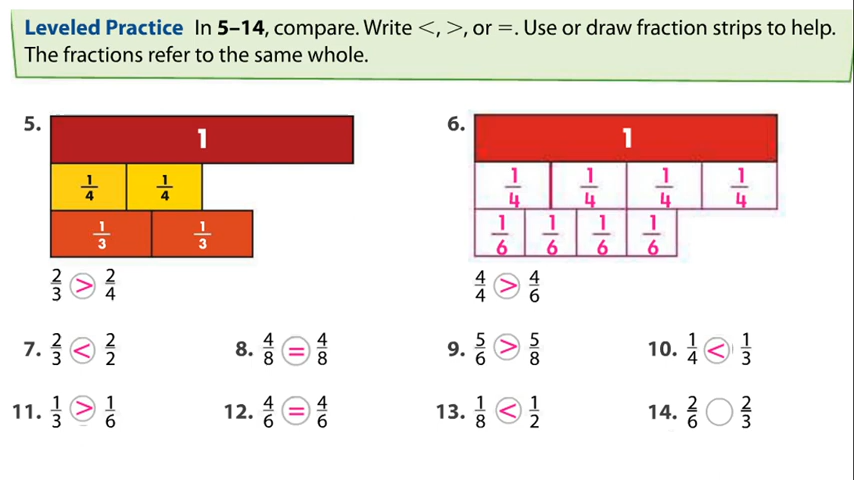 Leveled Practice In 5–14, compare. Write <, >, or =. Use or draw fraction strips to help.
The fractions refer to the same whole.
5. 6.
1 1
1/4 1/4 1/4 1/4 1/4 1/4
1/3 1/3 1/6 1/6 1/6 1/6
2/3 > 2/4 4/4 > 4/6
7. 2/3 < 2/2 8. 4/8 = 4/8 9. 5/6 > 5/8 10. 1/4 < 1/3
11. 1/3 > 1/6 12. 4/6 = 4/6 13. 1/8 < 1/2 14. 2/6 2/3